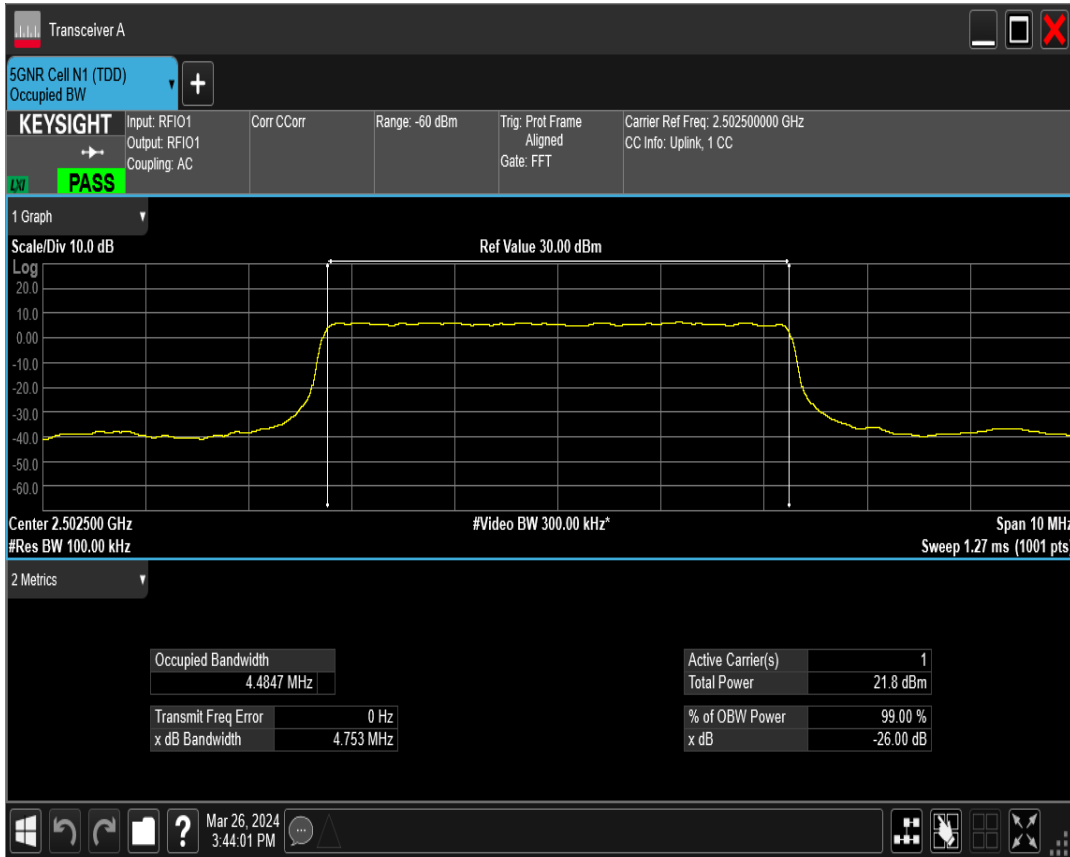 Transceiver A
5GNR Cell N1 (TDD)
Occupied BW
+
KEYSIGHT
LXI
PASS
Input: RFIO1
Output: RFIO1
Coupling: AC
Corr CCorr
Range: -60 dBm
Trig: Prot Frame
Aligned
Gate: FFT
Carrier Ref Freq: 2.502500000 GHz
CC Info: Uplink, 1 CC
1 Graph
Scale/Div 10.0 dB
Ref Value 30.00 dBm
Log
20.0
10.0
0.00
-10.0
-20.0
-30.0
-40.0
-50.0
-60.0
Center 2.502500 GHz
#Video BW 300.00 kHz*
Span 10 MHz
#Res BW 100.00 kHz
Sweep 1.27 ms (1001 pts)
2 Metrics
Occupied Bandwidth
4.4847 MHz
Transmit Freq Error 0 Hz
x dB Bandwidth 4.753 MHz
Active Carrier(s) 1
Total Power 21.8 dBm
% of OBW Power 99.00 %
x dB -26.00 dB
?
Mar 26, 2024
3:44:01 PM